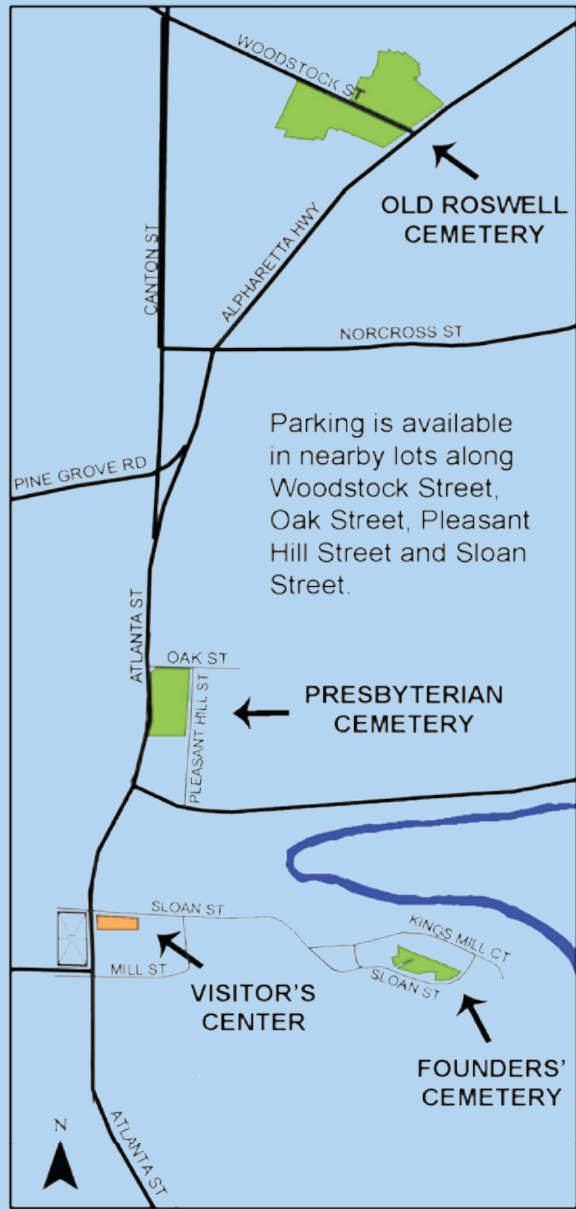 WOODSTOCK ST
OLD ROSWELL
CEMETERY
CANTON ST
ALPHARETTA HWY
NORCROSS ST
Parking is available
in nearby lots along
Woodstock Street,
Oak Street, Pleasant
Hill Street and Sloan
Street.
PINE GROVE RD
ATLANTA ST
OAK ST
PLEASANT HILL ST
PRESBYTERIAN
CEMETERY
SLOAN ST
KINGS MILL CT
MILL ST
SLOAN ST
VISITOR'S
CENTER
FOUNDERS'
CEMETERY
N
ATLANTA ST